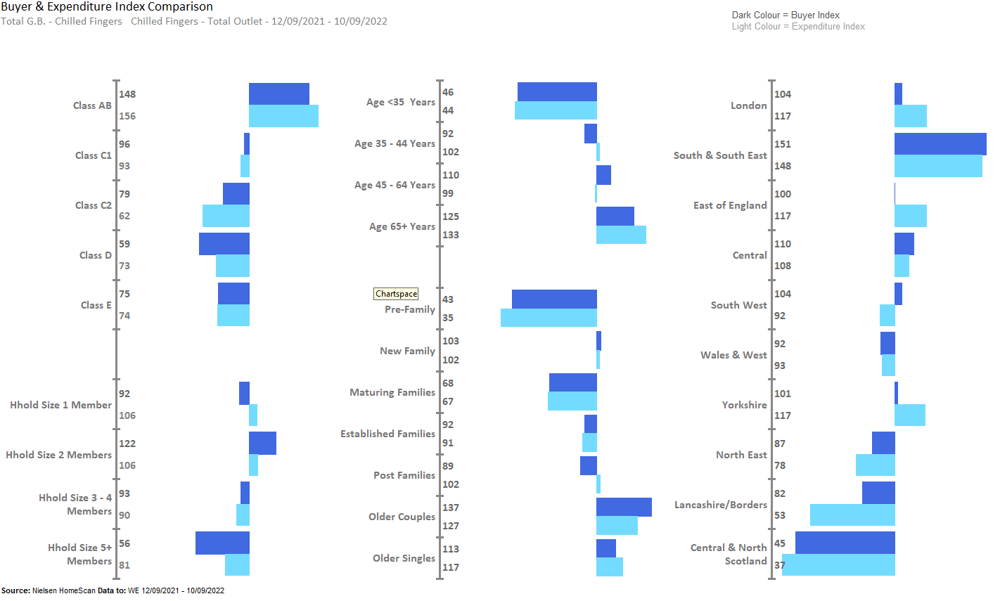 Buyer & Expenditure Index Comparison
Total G.B. - Chilled Fingers   Chilled Fingers - Total Outlet - 12/09/2021 - 10/09/2022
Dark Colour = Buyer Index
Light Colour = Expenditure Index
Class AB
148
156
Class C1
96
93
Class C2
79
62
Class D
59
73
Class E
75
74
Hhold Size 1 Member
92
106
Hhold Size 2 Members
122
106
Hhold Size 3 - 4
Members
93
90
Hhold Size 5+
Members
56
81
Age <35  Years
46
44
Age 35 - 44 Years
92
102
Age 45 - 64 Years
110
99
Age 65+ Years
125
133
Chartspace
Pre-Family
43
35
New Family
103
102
Maturing Families
68
67
Established Families
92
91
Post Families
89
102
Older Couples
137
127
Older Singles
113
117
London
104
117
South & South East
151
148
East of England
100
117
Central
110
108
South West
104
92
Wales & West
92
93
Yorkshire
101
117
North East
87
78
Lancashire/Borders
82
53
Central & North
Scotland
45
37
Source: Nielsen HomeScan Data to: WE 12/09/2021 - 10/09/2022